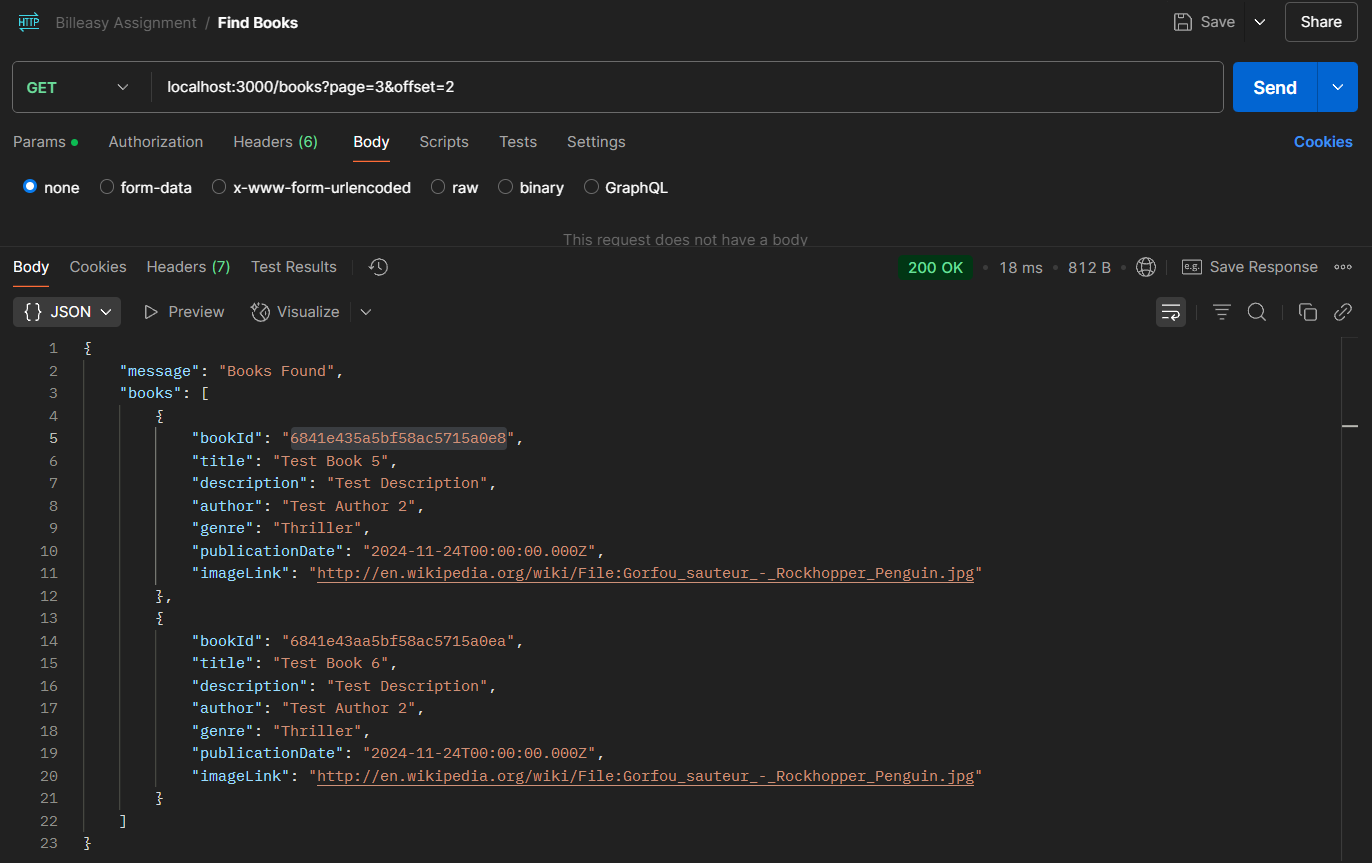 HTTP Billeasy Assignment / Find Books Save Share
GET localhost:3000/books?page=3&offset=2 Send
Params Authorization Headers (6) Body Scripts Tests Settings Cookies
none form-data x-www-form-urlencoded raw binary GraphQL
This request does not have a body
Body Cookies Headers (7) Test Results 200 OK 18 ms 812 B e.g. Save Response
{} JSON Preview Visualize
1 {
2 "message": "Books Found",
3 "books": [
4 {
5 "bookId": "6841e435a5bf58ac5715a0e8",
6 "title": "Test Book 5",
7 "description": "Test Description",
8 "author": "Test Author 2",
9 "genre": "Thriller",
10 "publicationDate": "2024-11-24T00:00:00.000Z",
11 "imageLink": "http://en.wikipedia.org/wiki/File:Gorfou_sauteur_-_Rockhopper_Penguin.jpg"
12 },
13 {
14 "bookId": "6841e43aa5bf58ac5715a0ea",
15 "title": "Test Book 6",
16 "description": "Test Description",
17 "author": "Test Author 2",
18 "genre": "Thriller",
19 "publicationDate": "2024-11-24T00:00:00.000Z",
20 "imageLink": "http://en.wikipedia.org/wiki/File:Gorfou_sauteur_-_Rockhopper_Penguin.jpg"
21 }
22 ]
23 }